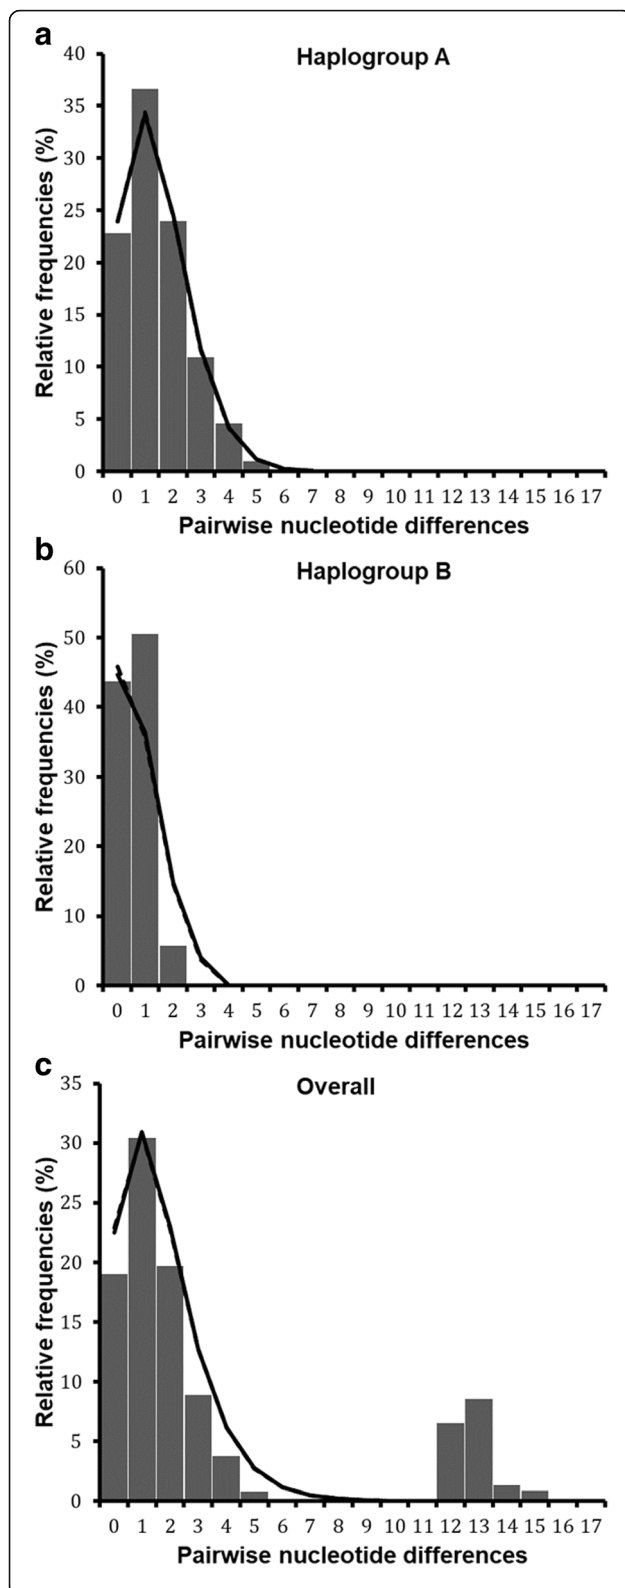 a
Haplogroup A
Relative frequencies (%)
40
35
30
25
20
15
10
5
0
0 1 2 3 4 5 6 7 8 9 10 11 12 13 14 15 16 17
Pairwise nucleotide differences
b
Haplogroup B
Relative frequencies (%)
60
50
40
30
20
10
0
0 1 2 3 4 5 6 7 8 9 10 11 12 13 14 15 16 17
Pairwise nucleotide differences
c
Overall
Relative frequencies (%)
35
30
25
20
15
10
5
0
0 1 2 3 4 5 6 7 8 9 10 11 12 13 14 15 16 17
Pairwise nucleotide differences